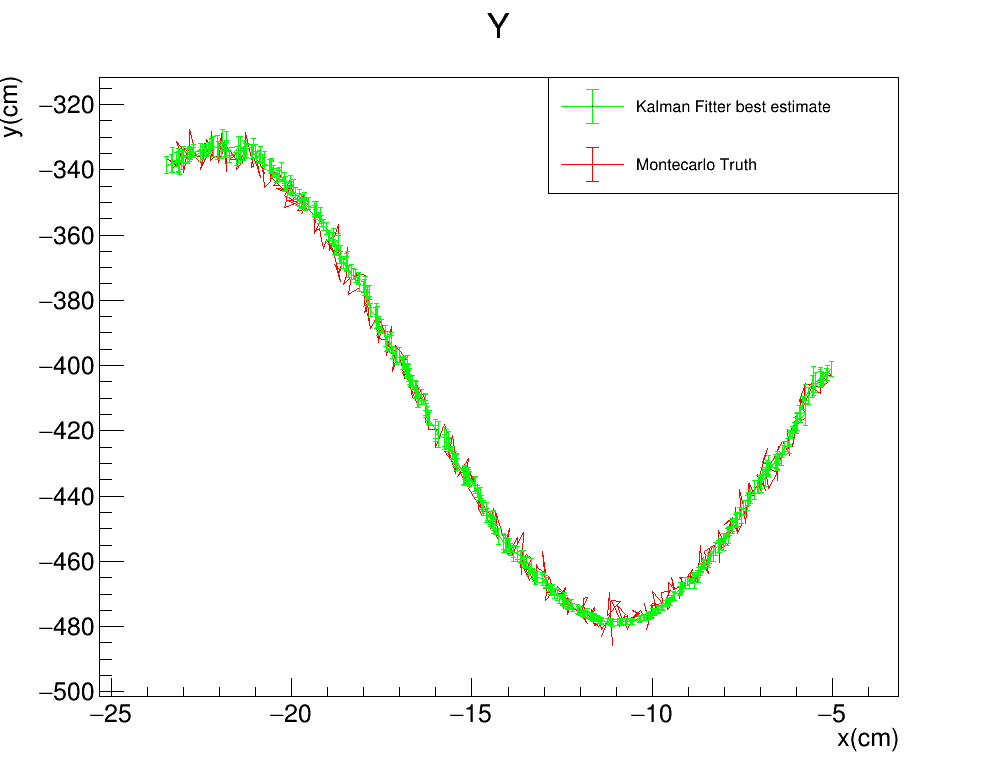 Y
y(cm)
Kalman Fitter best estimate
Montecarlo Truth
−320
−340
−360
−380
−400
−420
−440
−460
−480
−500
−25 −20 −15 −10 −5
x(cm)